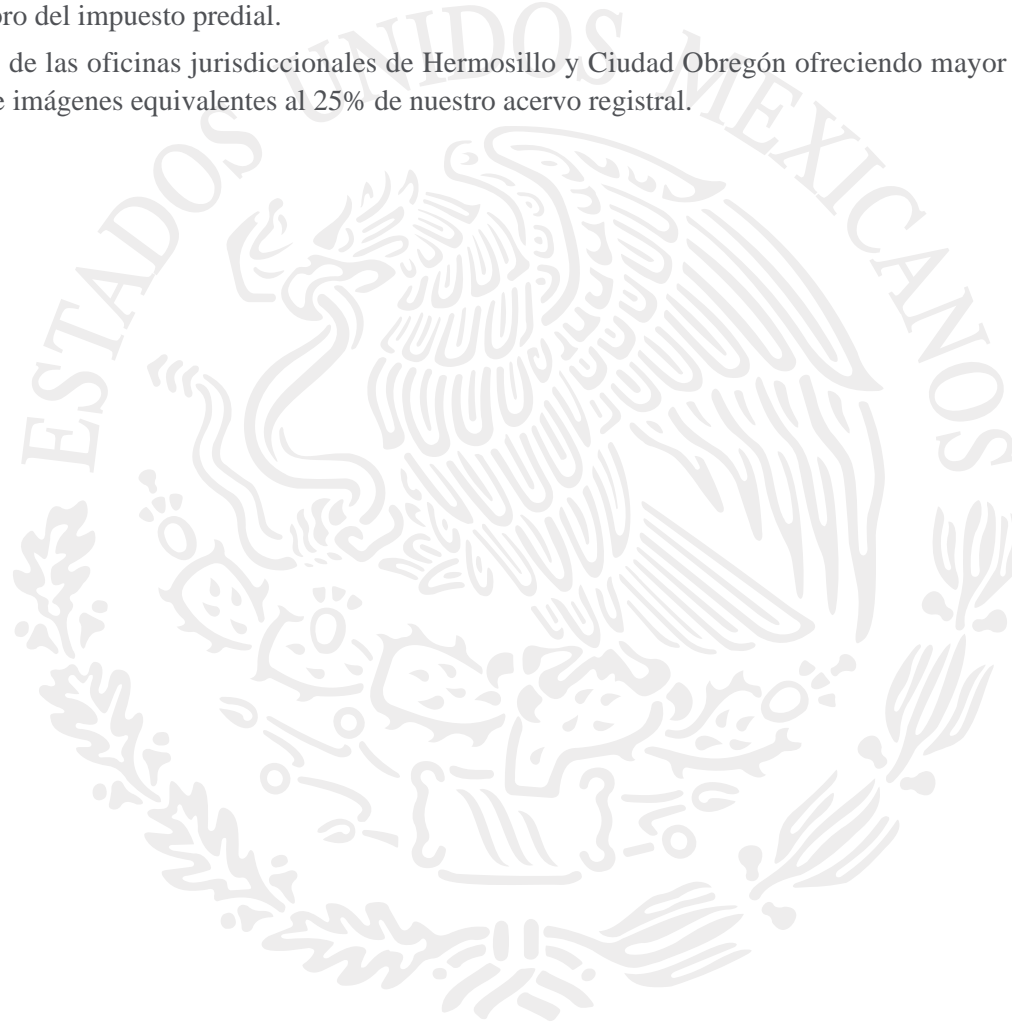 del impuesto predial.
de las oficinas jurisdiccionales de Hermosillo y Ciudad Obregón ofreciendo mayor
imágenes equivalentes al 25% de nuestro acervo registral.
ESTADOS UNIDOS MEXICANOS